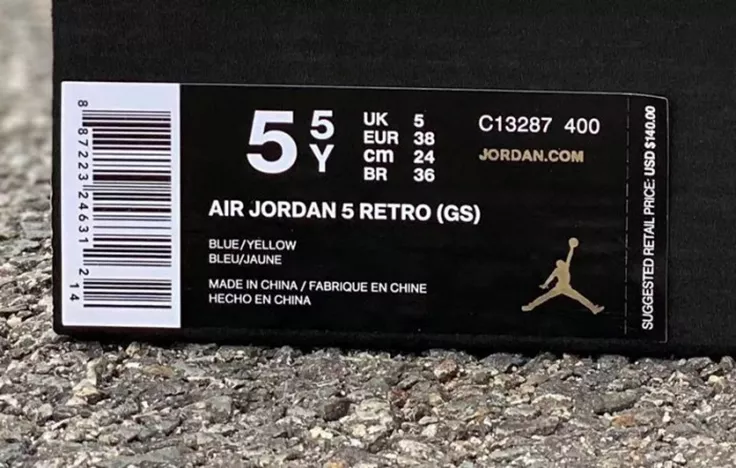 8 87223 24631 2 14
5 5 Y
UK 5
EUR 38
cm 24
BR 36
C13287 400
JORDAN.COM
AIR JORDAN 5 RETRO (GS)
BLUE/YELLOW
BLEU/JAUNE
MADE IN CHINA / FABRIQUE EN CHINE
HECHO EN CHINA
SUGGESTED RETAIL PRICE: USD $140.00